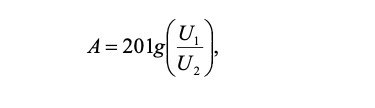 A = 201g(U₁/U₂),